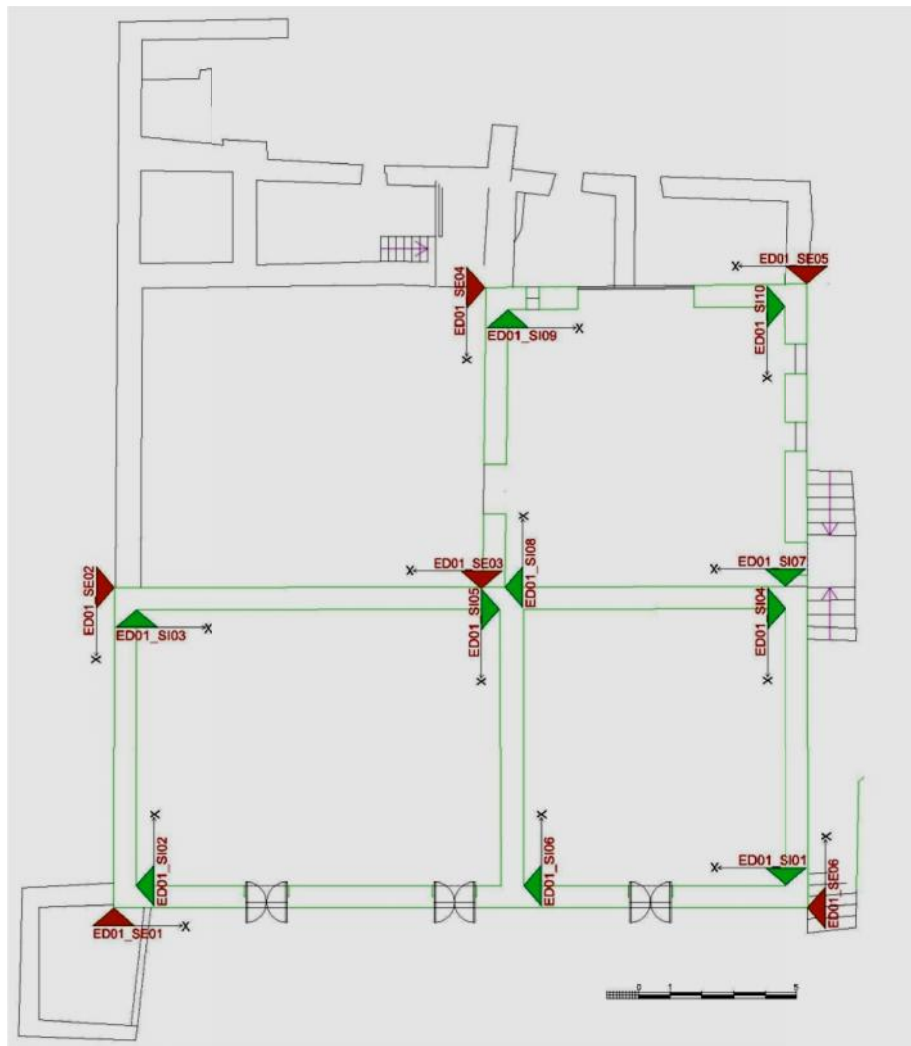 ED01_SE05
X
ED01_SE04
ED01_SI10
X
ED01_SI09
X
X
X
ED01_SI08
ED01_SE03
X
ED01_SI07
X
ED01_SE02
ED01_SI05
ED01_SI04
ED01_SI03
X
X
X
X
X
X
ED01_SI02
ED01_SI06
X
ED01_SI01
X
ED01_SE06
ED01_SE01
X
0 1 5